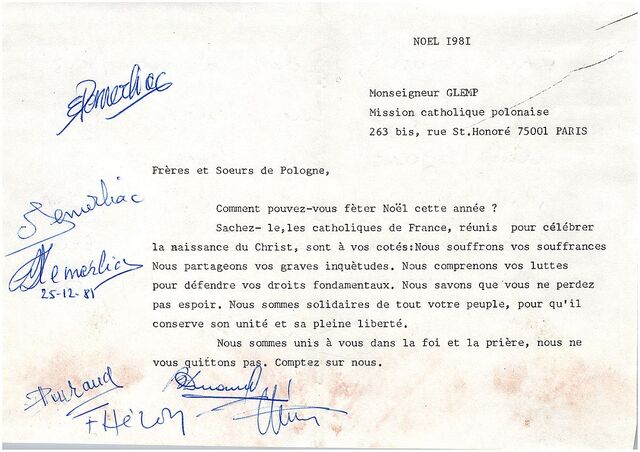 NOEL I98I
Monseigneur GLEMP
Mission catholique polonaise
263 bis, rue St.Honoré 75001 PARIS
Frères et Soeurs de Pologne,
Comment pouvez-vous fèter Noël cette année ?
Sachez- le,les catholiques de France, réunis pour célébrer
la naissance du Christ, sont à vos cotés:Nous souffrons vos souffrances
Nous partageons vos graves inquètudes. Nous comprenons vos luttes
pour défendre vos droits fondamentaux. Nous savons que vous ne perdez
pas espoir. Nous sommes solidaires de tout votre peuple, pour qu'il
conserve son unité et sa pleine liberté.
Nous sommes unis à vous dans la foi et la prière, nous ne
vous quittons pas. Comptez sur nous.
25-12-81
Durand
F Héron